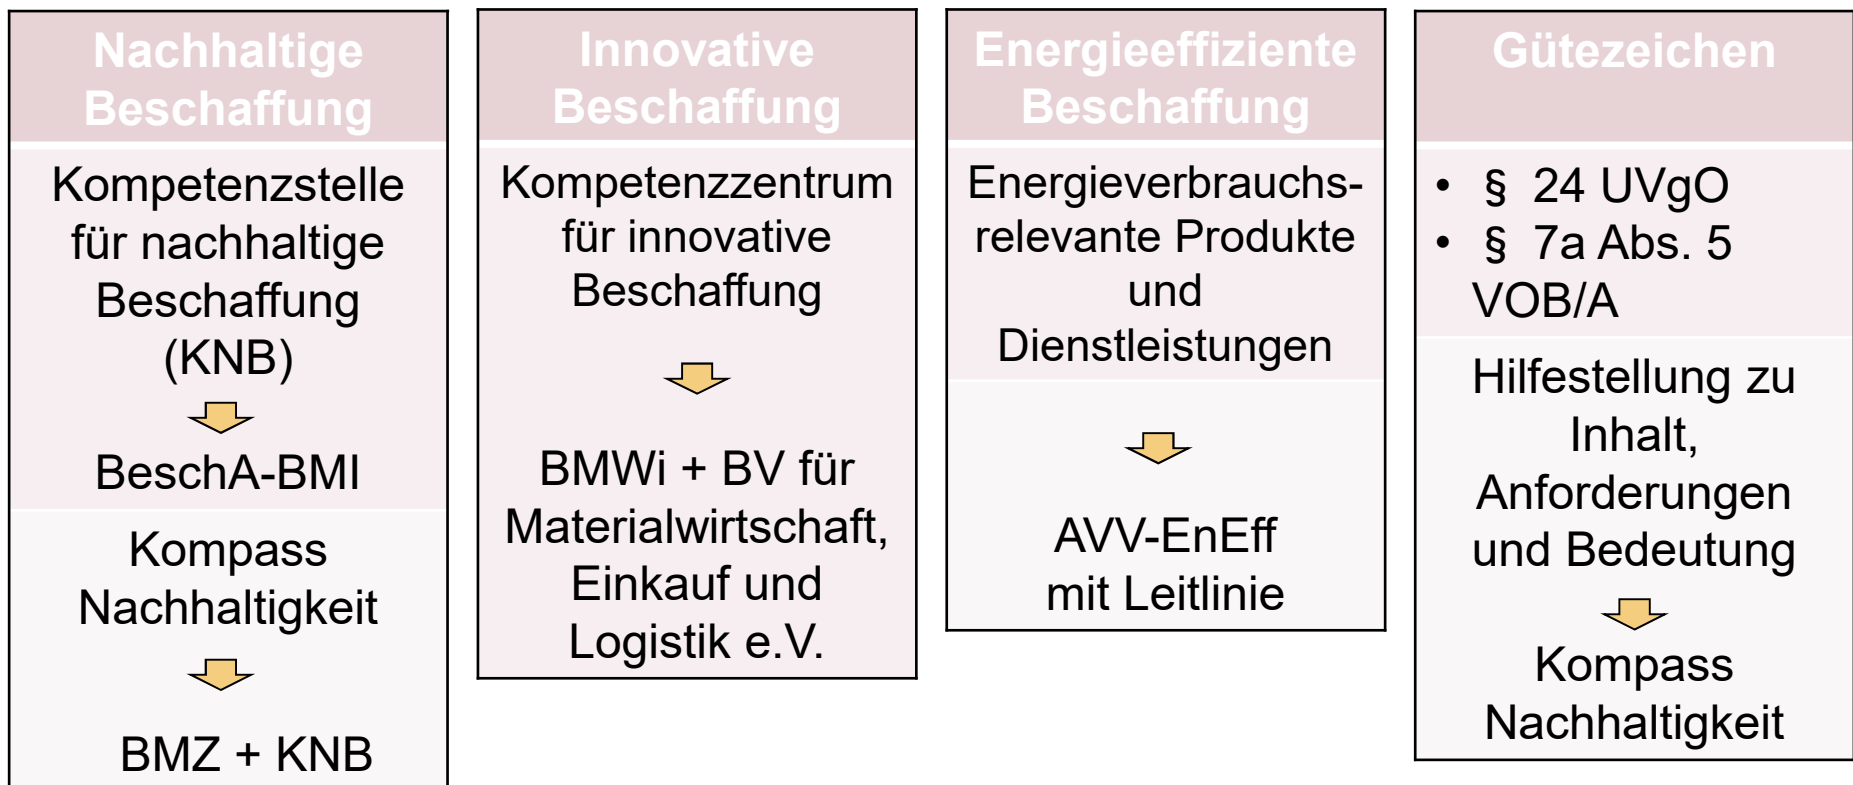 Nachhaltige
Beschaffung
Kompetenzstelle
für nachhaltige
Beschaffung
(KNB)
BeschA-BMI
Kompass
Nachhaltigkeit
BMZ + KNB
Innovative
Beschaffung
Kompetenzzentrum
für innovative
Beschaffung
BMWi + BV für
Materialwirtschaft,
Einkauf und
Logistik e.V.
Energieeffiziente
Beschaffung
Energieverbrauchs-
relevante Produkte
und
Dienstleistungen
AVV-EnEff
mit Leitlinie
Gütezeichen
• § 24 UVgO
• § 7a Abs. 5
VOB/A
Hilfestellung zu
Inhalt,
Anforderungen
und Bedeutung
Kompass
Nachhaltigkeit